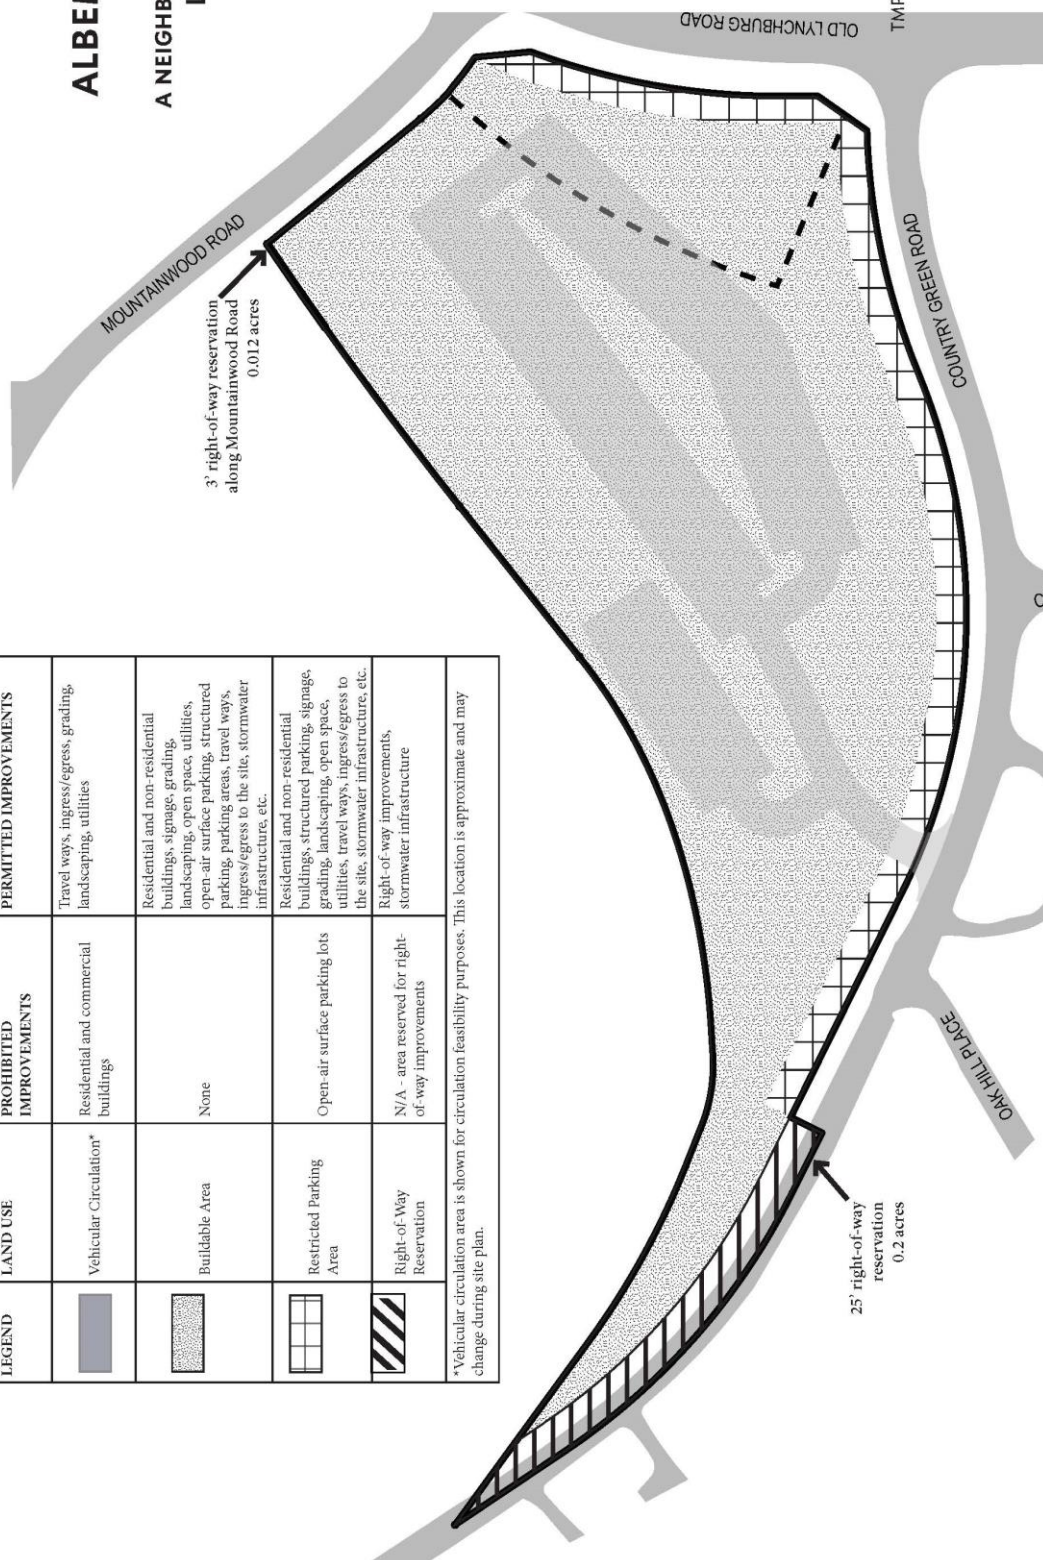 ALBE
A NEIGHB
LEGEND
LAND USE
PROHIBITED
IMPROVEMENTS
PERMITTED IMPROVEMENTS
Vehicular Circulation*
Residential and commercial
buildings
Travel ways, ingress/egress, grading,
landscaping, utilities
Buildable Area
None
Residential and non-residential
buildings, signage, grading,
landscaping, open space, utilities,
open-air surface parking, structured
parking, parking areas, travel ways,
ingress/egress to the site, stormwater
infrastructure, etc.
Restricted Parking
Area
Open-air surface parking lots
Residential and non-residential
buildings, structured parking, signage,
grading, landscaping, open space,
utilities, travel ways, ingress/egress to
the site, stormwater infrastructure, etc.
Right-of-Way
Reservation
N/A - area reserved for right-
of-way improvements
Right-of-way improvements,
stormwater infrastructure
*Vehicular circulation area is shown for circulation feasibility purposes. This location is approximate and may
change during site plan.
MOUNTAINWOOD ROAD
3' right-of-way reservation
along Mountainwood Road
0.012 acres
OLD LYNCHBURG ROAD
25' right-of-way
reservation
0.2 acres
OAK HILL PLACE
COUNTRY GREEN ROAD